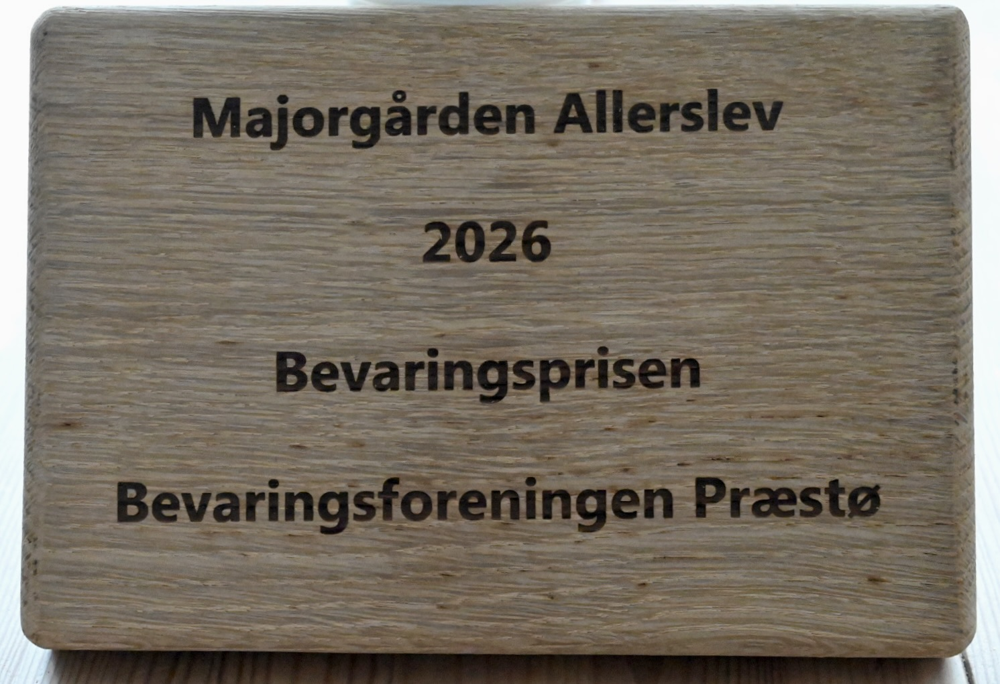 Majorgården Allerslev
2026
Bevaringsprisen
Bevaringsforeningen Præstø